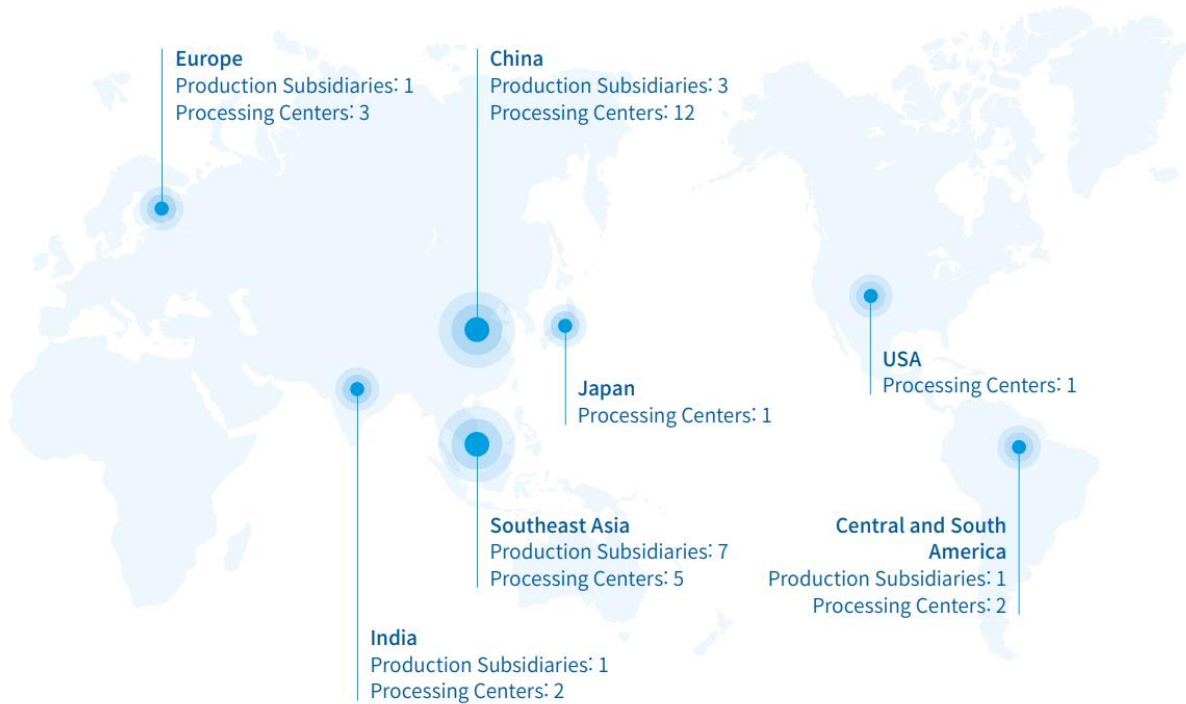 Europe
Production Subsidiaries: 1
Processing Centers: 3
China
Production Subsidiaries: 3
Processing Centers: 12
Japan
Processing Centers: 1
USA
Processing Centers: 1
Southeast Asia
Production Subsidiaries: 7
Processing Centers: 5
Central and South
America
Production Subsidiaries: 1
Processing Centers: 2
India
Production Subsidiaries: 1
Processing Centers: 2